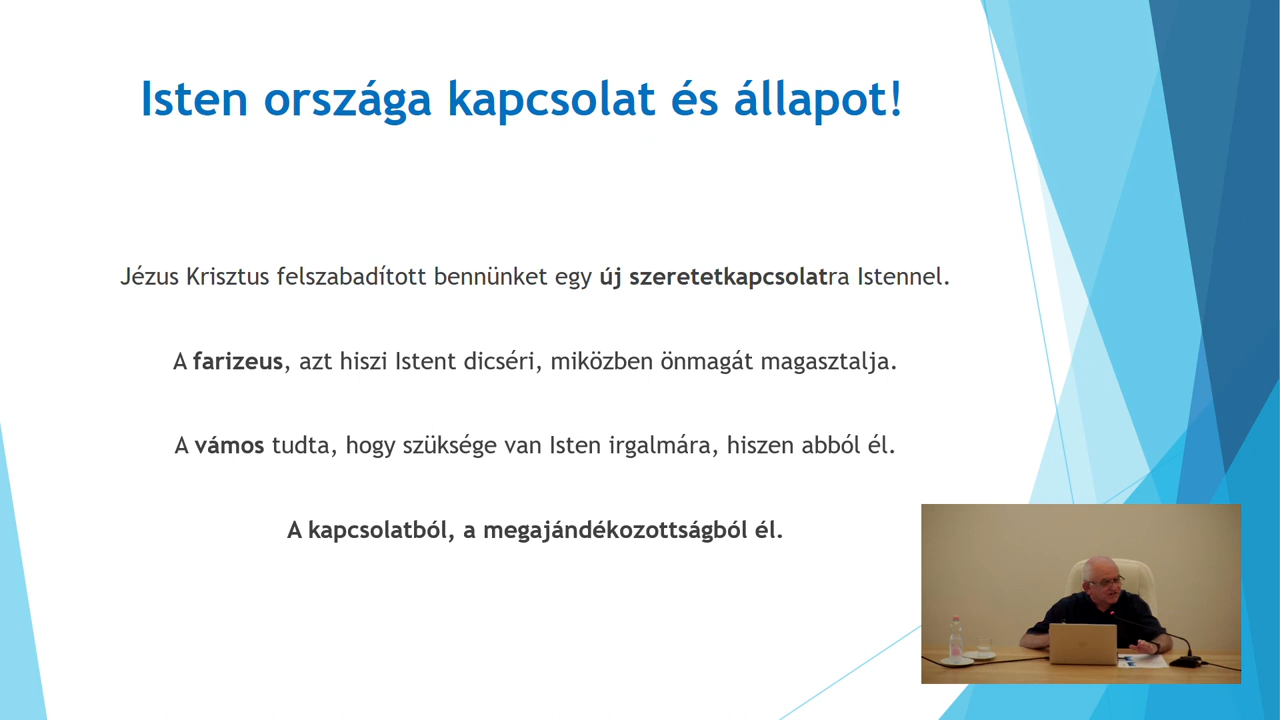 Isten országa kapcsolat és állapot!
Jézus Krisztus felszabadított bennünket egy új szeretetkapcsolatra Istennel.
A farizeus, azt hiszi Istent dicséri, miközben önmagát magasztalja.
A vámos tudta, hogy szüksége van Isten irgalmára, hiszen abból él.
A kapcsolatból, a megajándékozottságból él.